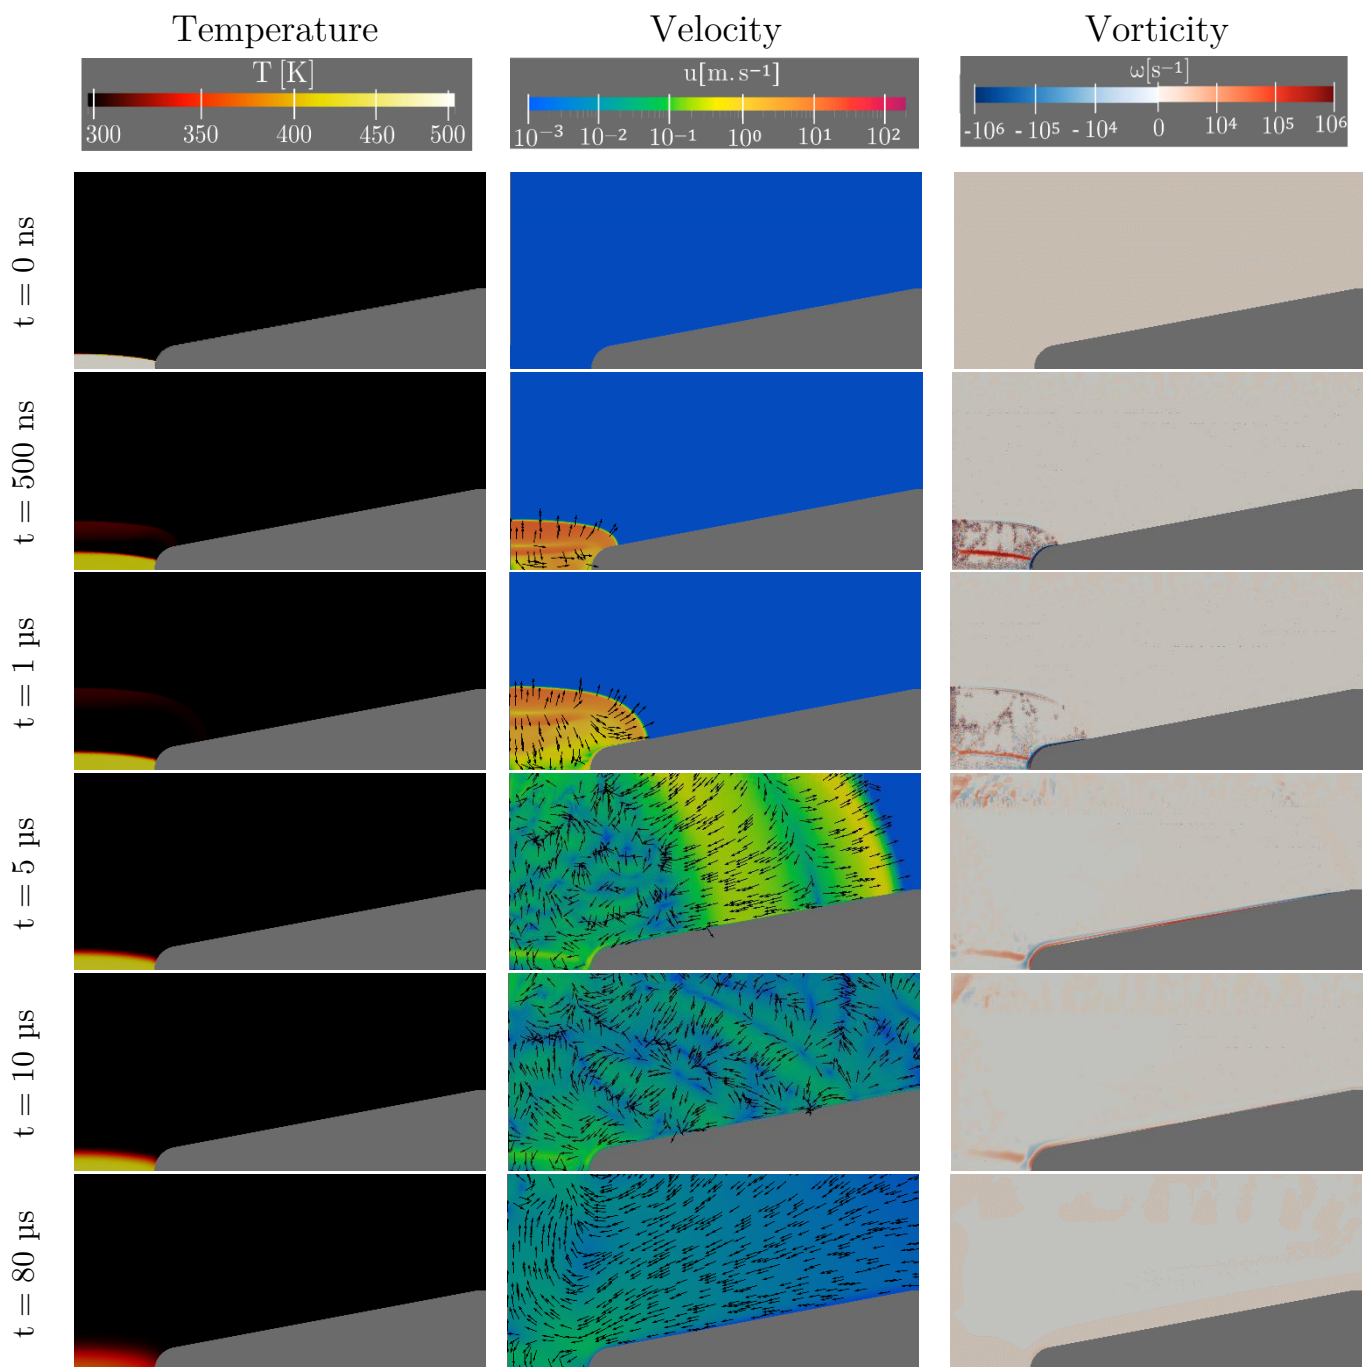 Temperature Velocity Vorticity
T [K] u[m.s⁻¹] ω[s⁻¹]
300 350 400 450 500 10⁻³ 10⁻² 10⁻¹ 10⁰ 10¹ 10² -10⁶ -10⁵ -10⁴ 0 10⁴ 10⁵ 10⁶
t = 0 ns
t = 500 ns
t = 1 µs
t = 5 µs
t = 10 µs
t = 80 µs